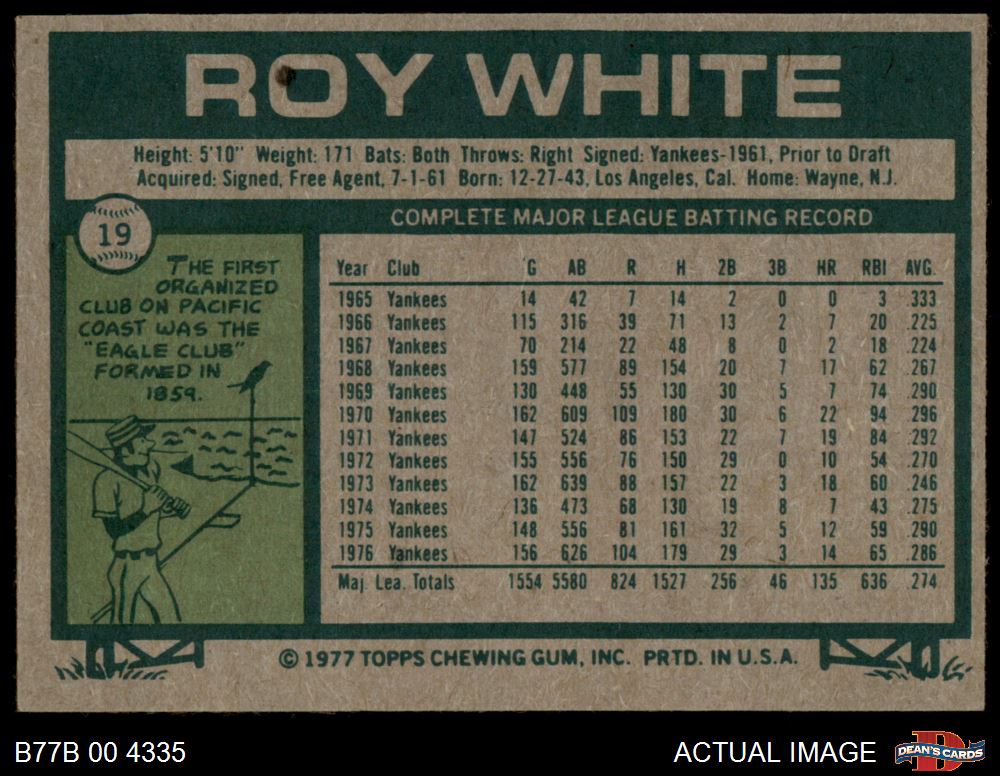 ROY WHITE
Height: 5'10" Weight: 171 Bats: Both Throws: Right Signed: Yankees-1961, Prior to Draft
Acquired: Signed, Free Agent, 7-1-61 Born: 12-27-43, Los Angeles, Cal. Home: Wayne, N.J.
19
THE FIRST
ORGANIZED
CLUB ON PACIFIC
COAST WAS THE
"EAGLE CLUB"
FORMED IN
1859.
COMPLETE MAJOR LEAGUE BATTING RECORD
Year Club G AB R H 2B 3B HR RBI AVG.
1965 Yankees 14 42 7 14 2 0 0 3 .333
1966 Yankees 115 316 39 71 13 2 7 20 .225
1967 Yankees 70 214 22 48 8 0 2 18 .224
1968 Yankees 159 577 89 154 20 7 17 62 .267
1969 Yankees 130 448 55 130 30 5 7 74 .290
1970 Yankees 162 609 109 180 30 6 22 94 .296
1971 Yankees 147 524 86 153 22 7 19 84 .292
1972 Yankees 155 556 76 150 29 0 10 54 .270
1973 Yankees 162 639 88 157 22 3 18 60 .246
1974 Yankees 136 473 68 130 19 8 7 43 .275
1975 Yankees 148 556 81 161 32 5 12 59 .290
1976 Yankees 156 626 104 179 29 3 14 65 .286
Maj. Lea. Totals 1554 5580 824 1527 256 46 135 636 .274
© 1977 TOPPS CHEWING GUM, INC. PRTD. IN U.S.A.
B77B 00 4335
ACTUAL IMAGE
D
DEAN'S CARDS